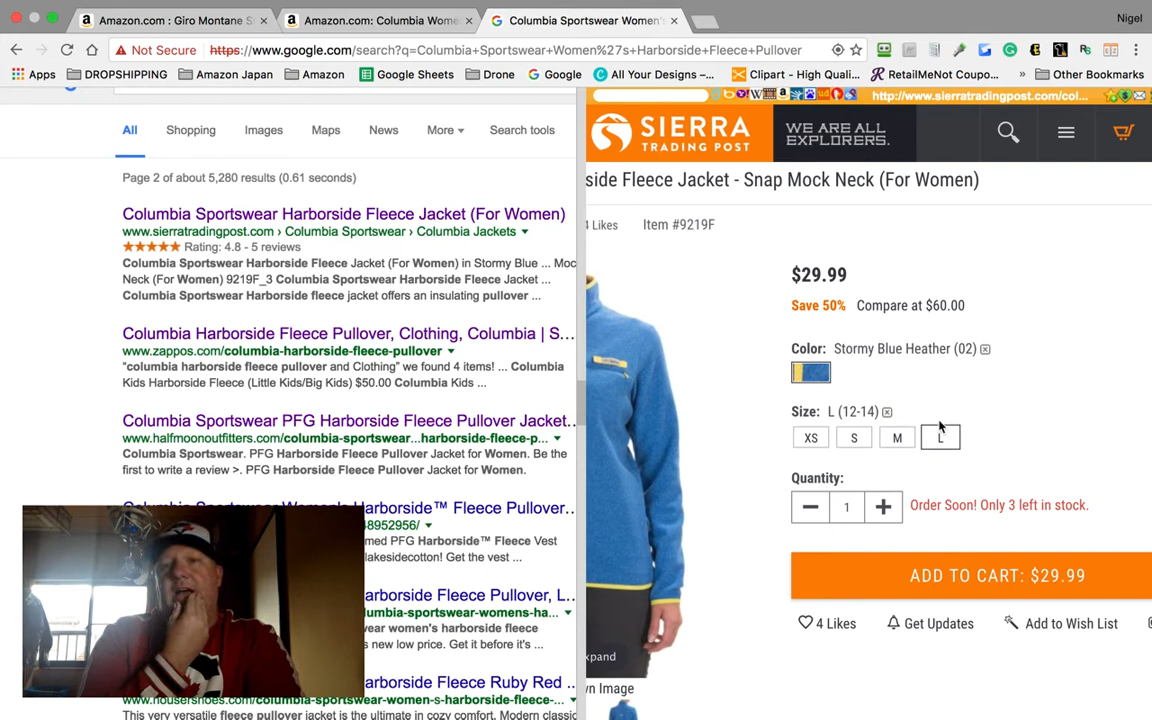 Amazon.com : Giro Montane S
Amazon.com: Columbia Wome
Columbia Sportswear Women's
Nigel
Not Secure
https://www.google.com/search?q=Columbia+Sportswear+Women%27s+Harborside+Fleece+Pullover
Apps
DROPSHIPPING
Amazon Japan
Amazon
Google Sheets
Drone
Google
All Your Designs –...
Clipart - High Quali...
RetailMeNot Coupo...
»
Other Bookmarks
All
Shopping
Images
Maps
News
More
Search tools
Page 2 of about 5,280 results (0.61 seconds)
Columbia Sportswear Harborside Fleece Jacket (For Women)
www.sierratradingpost.com › Columbia Sportswear › Columbia Jackets
Rating: 4.8 - 5 reviews
Columbia Sportswear Harborside Fleece Jacket (For Women) in Stormy Blue ... Moc
Neck (For Women) 9219F_3 Columbia Sportswear Harborside Fleece Jacket ...
Columbia Sportswear Harborside fleece jacket offers an insulating pullover ...
Columbia Harborside Fleece Pullover, Clothing, Columbia | S...
www.zappos.com/columbia-harborside-fleece-pullover
"columbia harborside fleece pullover and Clothing" we found 4 items! ... Columbia
Kids Harborside Fleece (Little Kids/Big Kids) $50.00 Columbia Kids ...
Columbia Sportswear PFG Harborside Fleece Pullover Jacket...
www.halfmoonoutfitters.com/columbia-sportswear...harborside-fleece-p...
Columbia Sportswear. PFG Harborside Fleece Pullover Jacket for Women. Be the
first to write a review >. PFG Harborside Fleece Pullover Jacket for Women.
Columbia Sportswear Women's Harborside™ Fleece Pullover...
48952956/
med PFG Harborside™ Fleece Vest
lakesidecotton! Get the vest ...
arborside Fleece Pullover, L...
lumbia-sportswear-womens-ha...
wear women's harborside fleece
s new low price. Get it before it's ...
arborside Fleece Ruby Red ...
www.housershoes.com/columbia-sportswear-women-s-harborside-fleece-...
This very versatile fleece pullover jacket is the ultimate in cozy comfort. Modern classic
http://www.sierratradingpost.com/col...
SIERRA
TRADING POST
WE ARE ALL
EXPLORERS.
side Fleece Jacket - Snap Mock Neck (For Women)
4 Likes
Item #9219F
$29.99
Save 50%
Compare at $60.00
Color: Stormy Blue Heather (02)
Size: L (12-14)
XS
S
M
L
Quantity:
1
Order Soon! Only 3 left in stock.
ADD TO CART: $29.99
4 Likes
Get Updates
Add to Wish List
xpand
wn Image